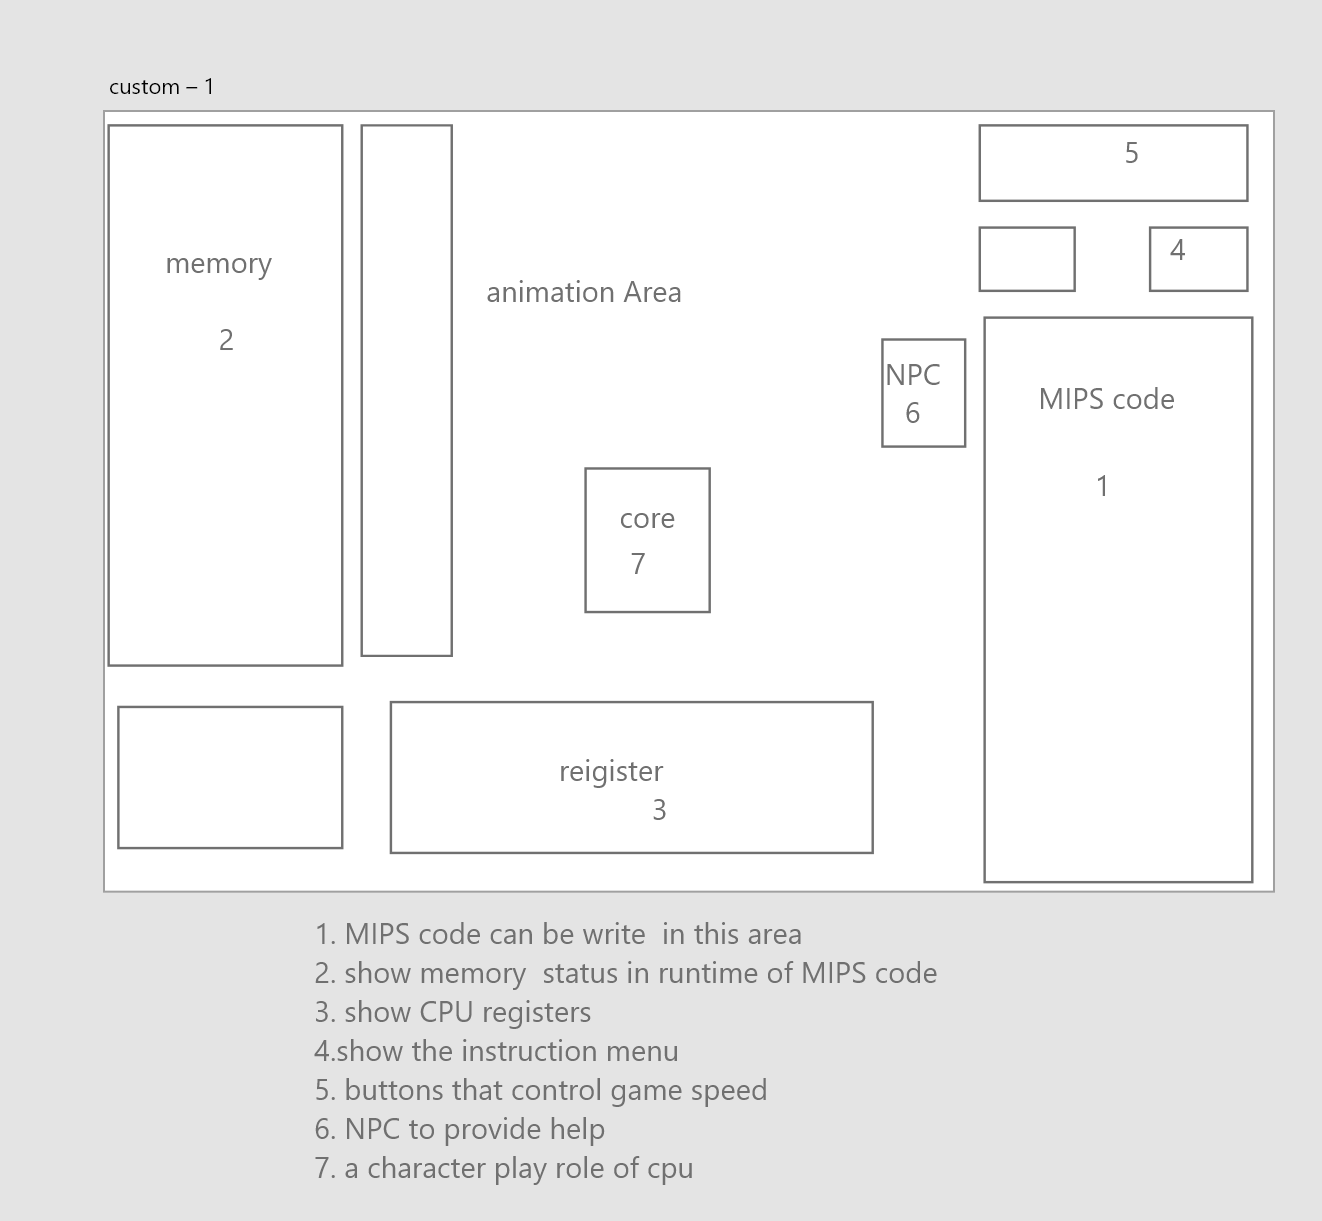 custom – 1
memory
2
animation Area
5
4
NPC
6
MIPS code
1
core
7
reigister
3
1. MIPS code can be write  in this area
2. show memory  status in runtime of MIPS code
3. show CPU registers
4.show the instruction menu
5. buttons that control game speed
6. NPC to provide help
7. a character play role of cpu